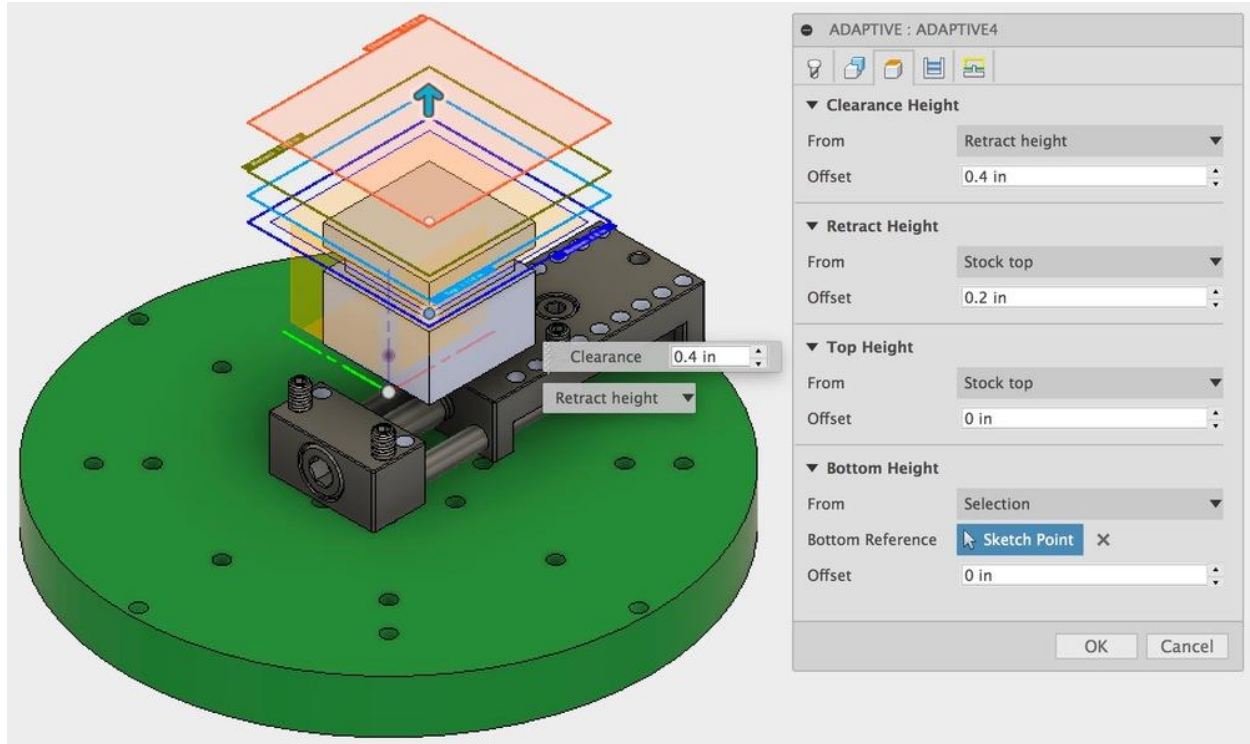 ADAPTIVE : ADAPTIVE4
Clearance Height
From Retract height
Offset 0.4 in
Retract Height
From Stock top
Offset 0.2 in
Top Height
From Stock top
Offset 0 in
Bottom Height
From Selection
Bottom Reference Sketch Point
Offset 0 in
OK Cancel
Clearance 0.4 in
Retract height